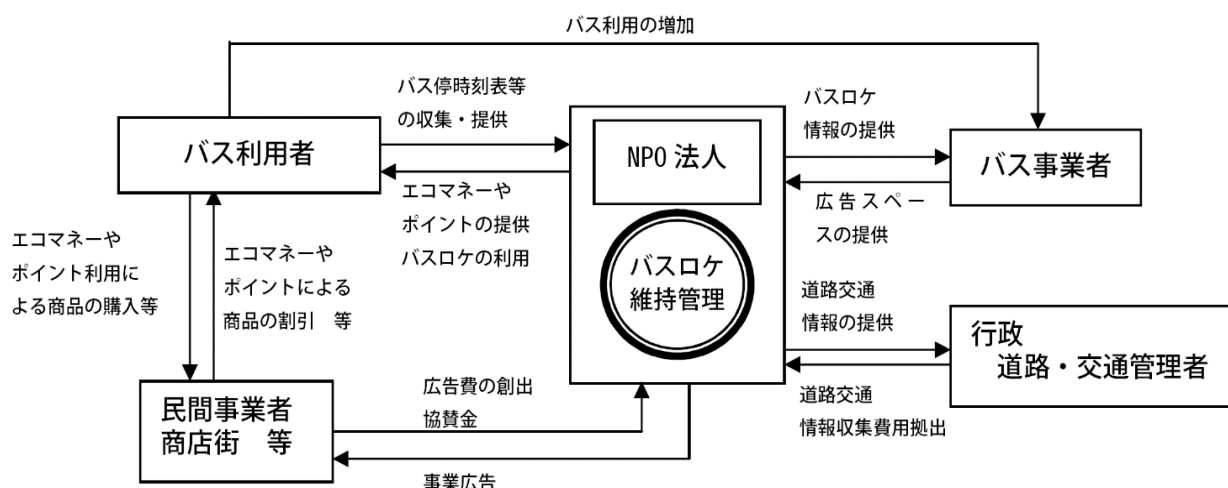 バス利用の増加
バス停時刻表等
の収集・提供
バス利用者
エコマネーや
ポイントの提供
バスロケの利用
NPO 法人
バスロケ
維持管理
バスロケ
情報の提供
バス事業者
広告スペー
スの提供
エコマネーや
ポイント利用に
よる商品の購入等
エコマネーや
ポイントによる
商品の割引　等
道路交通
情報の提供
行政
道路・交通管理者
道路交通
情報収集費用拠出
民間事業者
商店街　等
広告費の創出
協賛金
事業広告